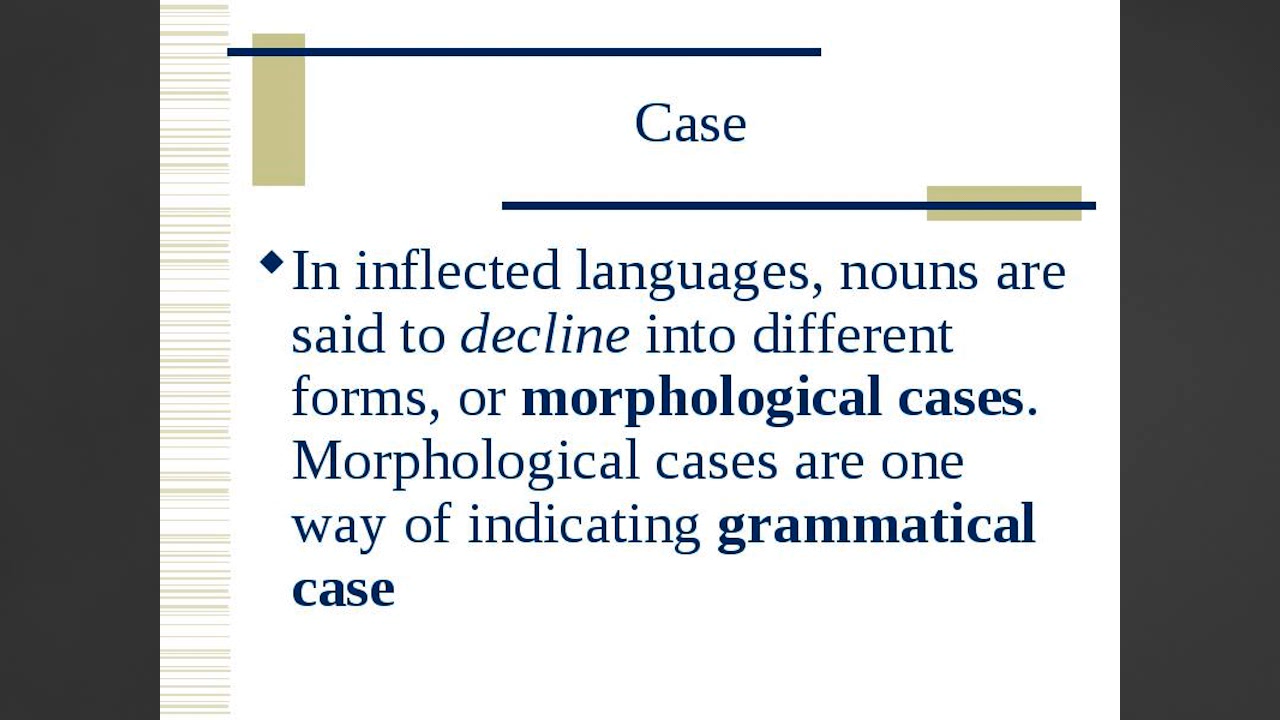 Case
In inflected languages, nouns are
said to decline into different
forms, or morphological cases.
Morphological cases are one
way of indicating grammatical
case